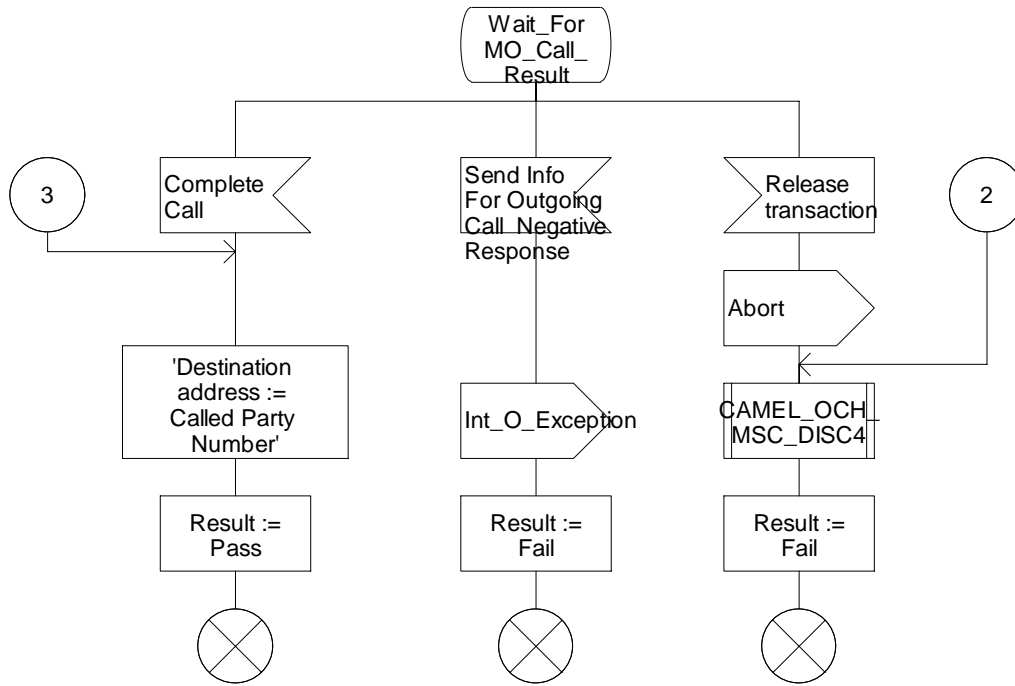 Wait_For
MO_Call_
Result
3
Complete
Call
Send Info
For Outgoing
Call Negative
Response
Release
transaction
2
Abort
'Destination
address :=
Called Party
Number'
Int_O_Exception
CAMEL_OCH_
MSC_DISC4
Result :=
Pass
Result :=
Fail
Result :=
Fail